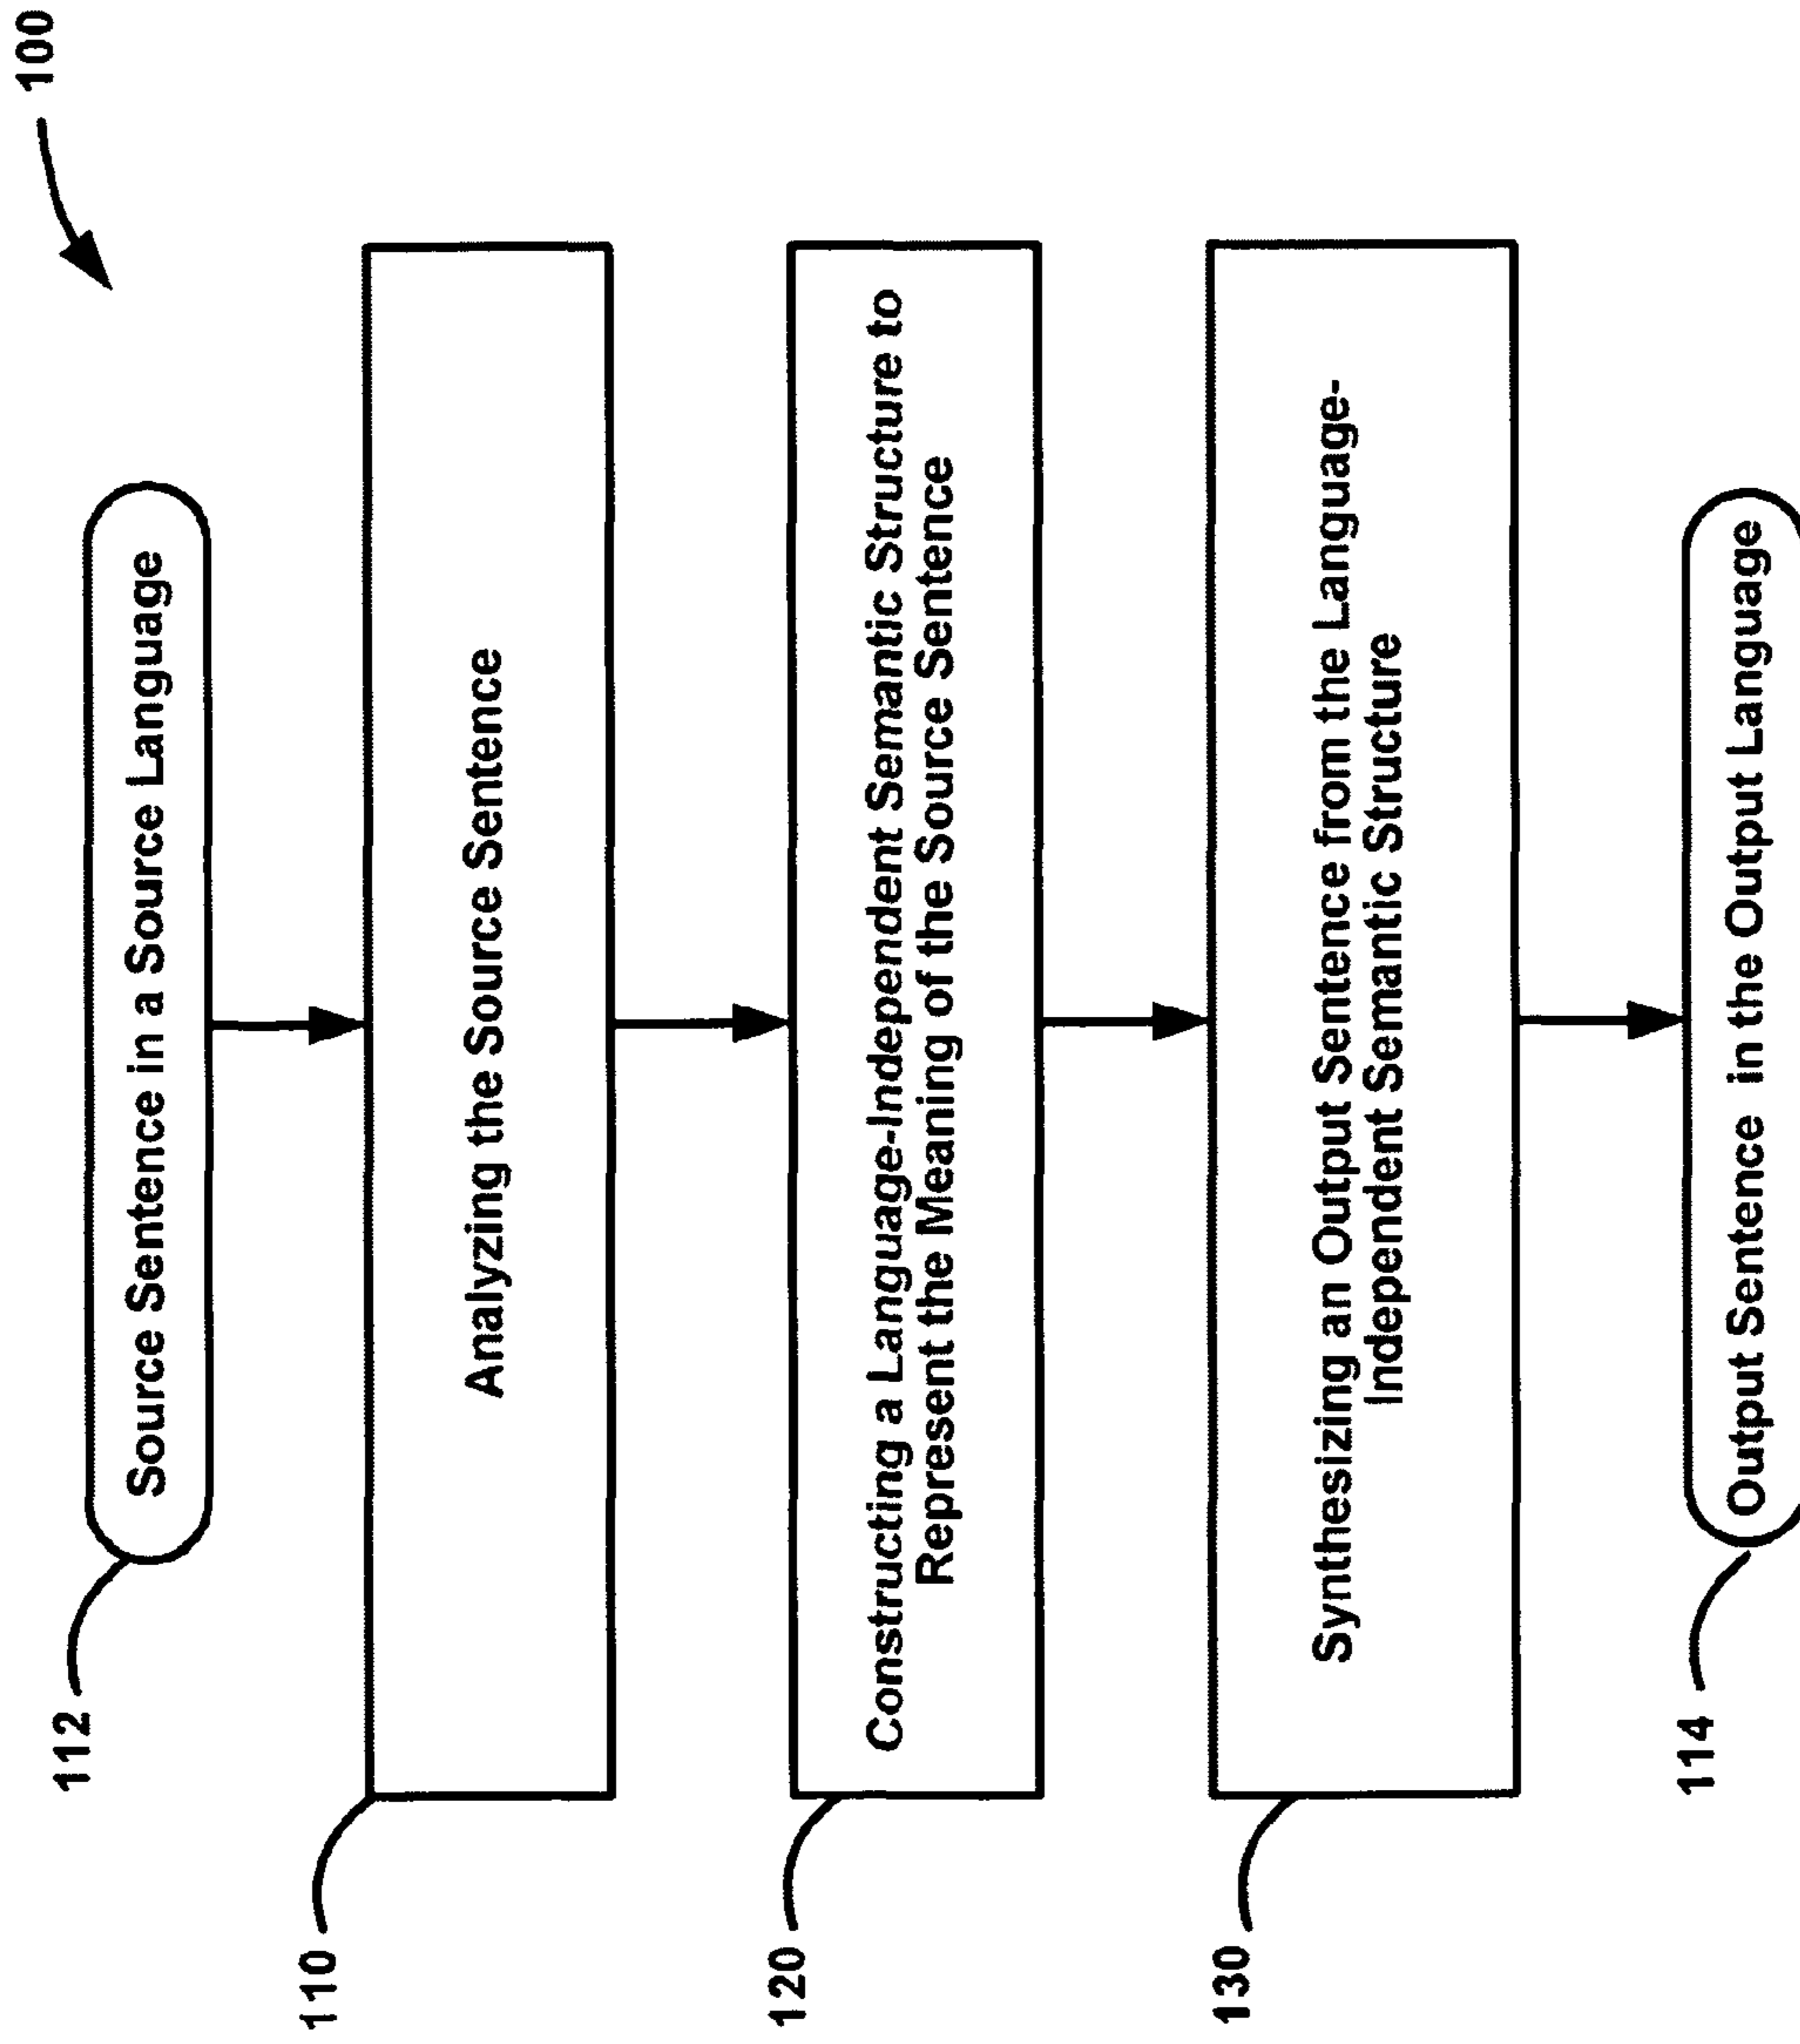 100
112
Source Sentence in a Source Language
110
Analyzing the Source Sentence
120
Constructing a Language-Independent Semantic Structure to
Represent the Meaning of the Source Sentence
130
Synthesizing an Output Sentence from the Language-
Independent Semantic Structure
114
Output Sentence in the Output Language